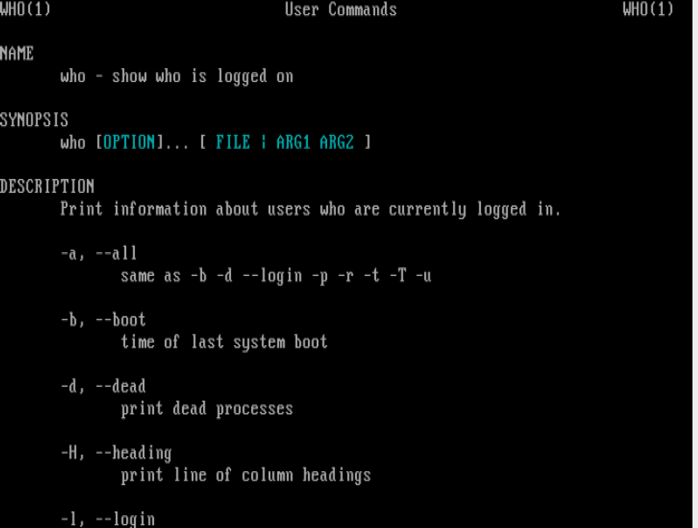 WHO(1) User Commands WHO(1)
NAME
who - show who is logged on
SYNOPSIS
who [OPTION]... [ FILE | ARG1 ARG2 ]
DESCRIPTION
Print information about users who are currently logged in.
-a, --all
same as -b -d --login -p -r -t -T -u
-b, --boot
time of last system boot
-d, --dead
print dead processes
-H, --heading
print line of column headings
-l, --login